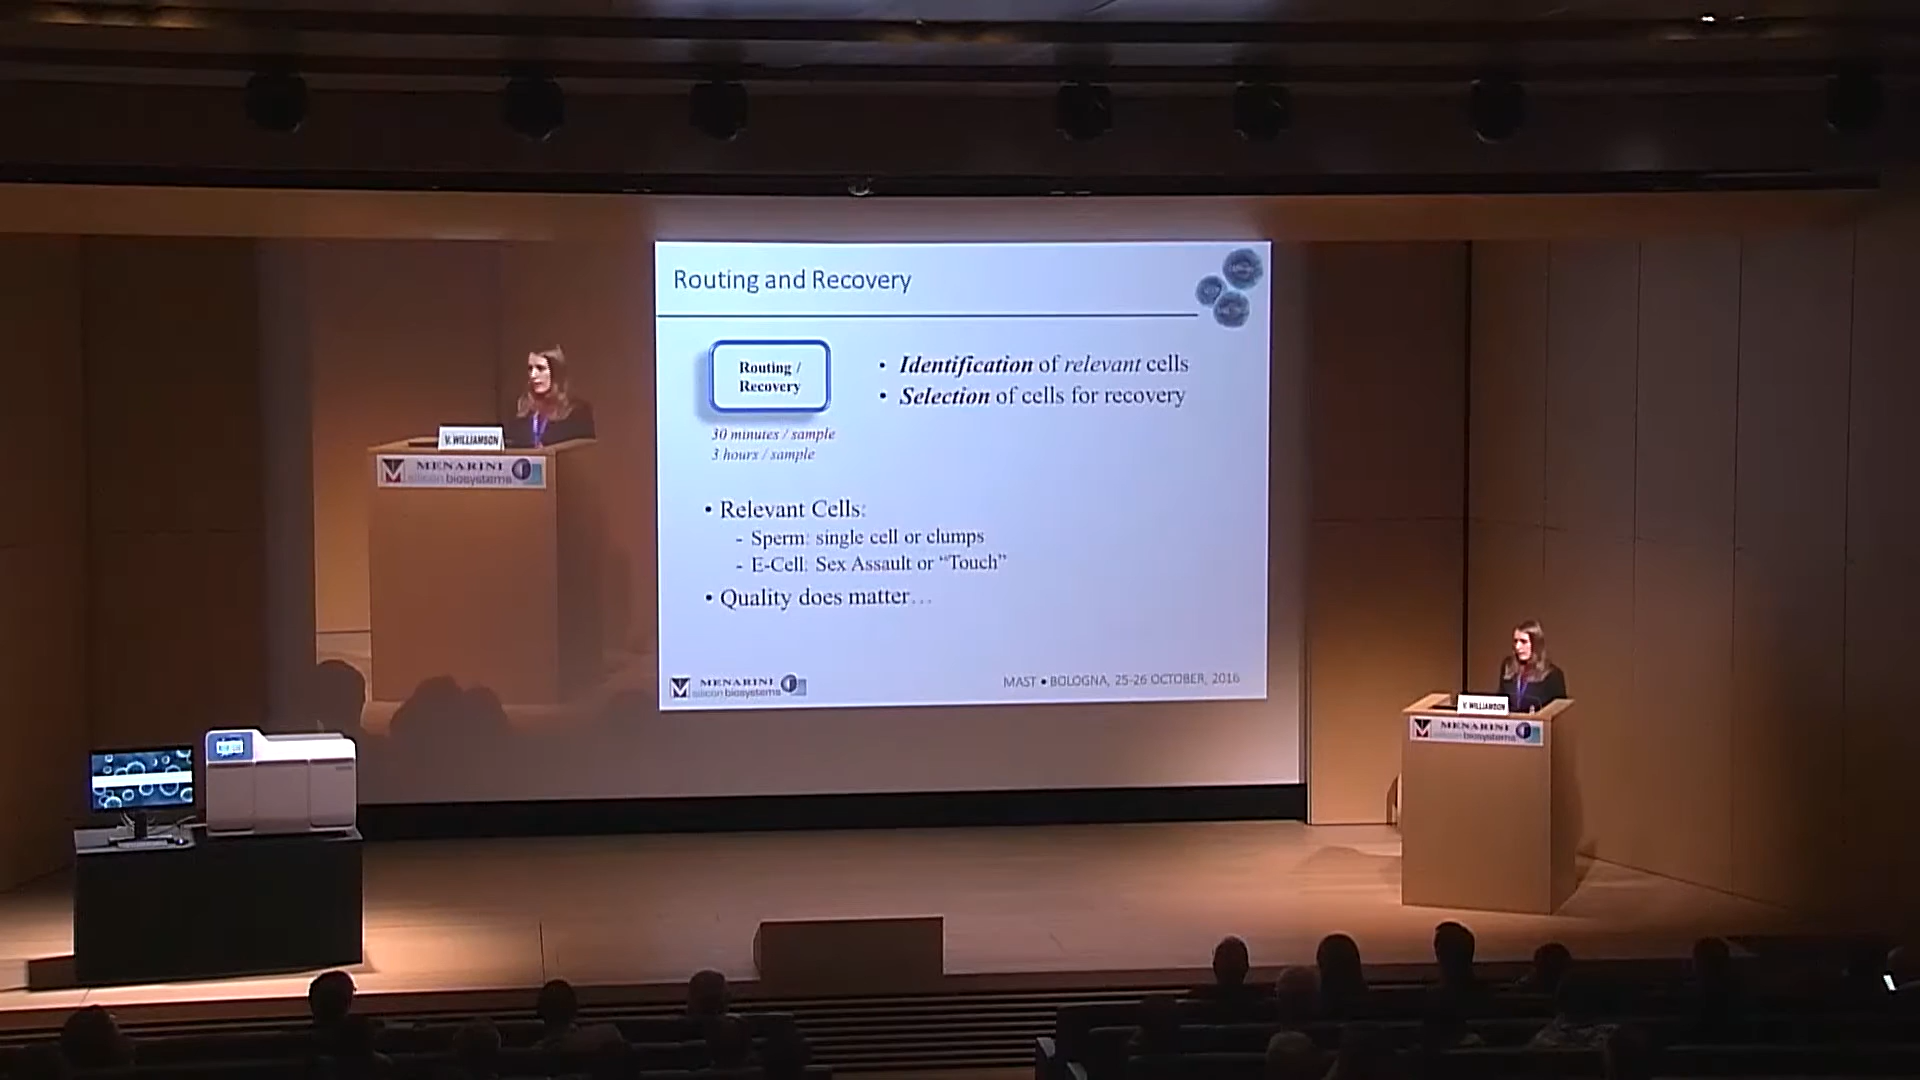 Routing and Recovery
Routing /
Recovery
• Identification of relevant cells
• Selection of cells for recovery
30 minutes / sample
3 hours / sample
• Relevant Cells:
- Sperm: single cell or clumps
- E-Cell: Sex Assault or “Touch”
• Quality does matter…
MENARINI
silicon biosystems
MAST • BOLOGNA, 25-26 OCTOBER, 2016
V. WILLIAMSON
MENARINI
silicon biosystems
V. WILLIAMSON
MENARINI
silicon biosystems